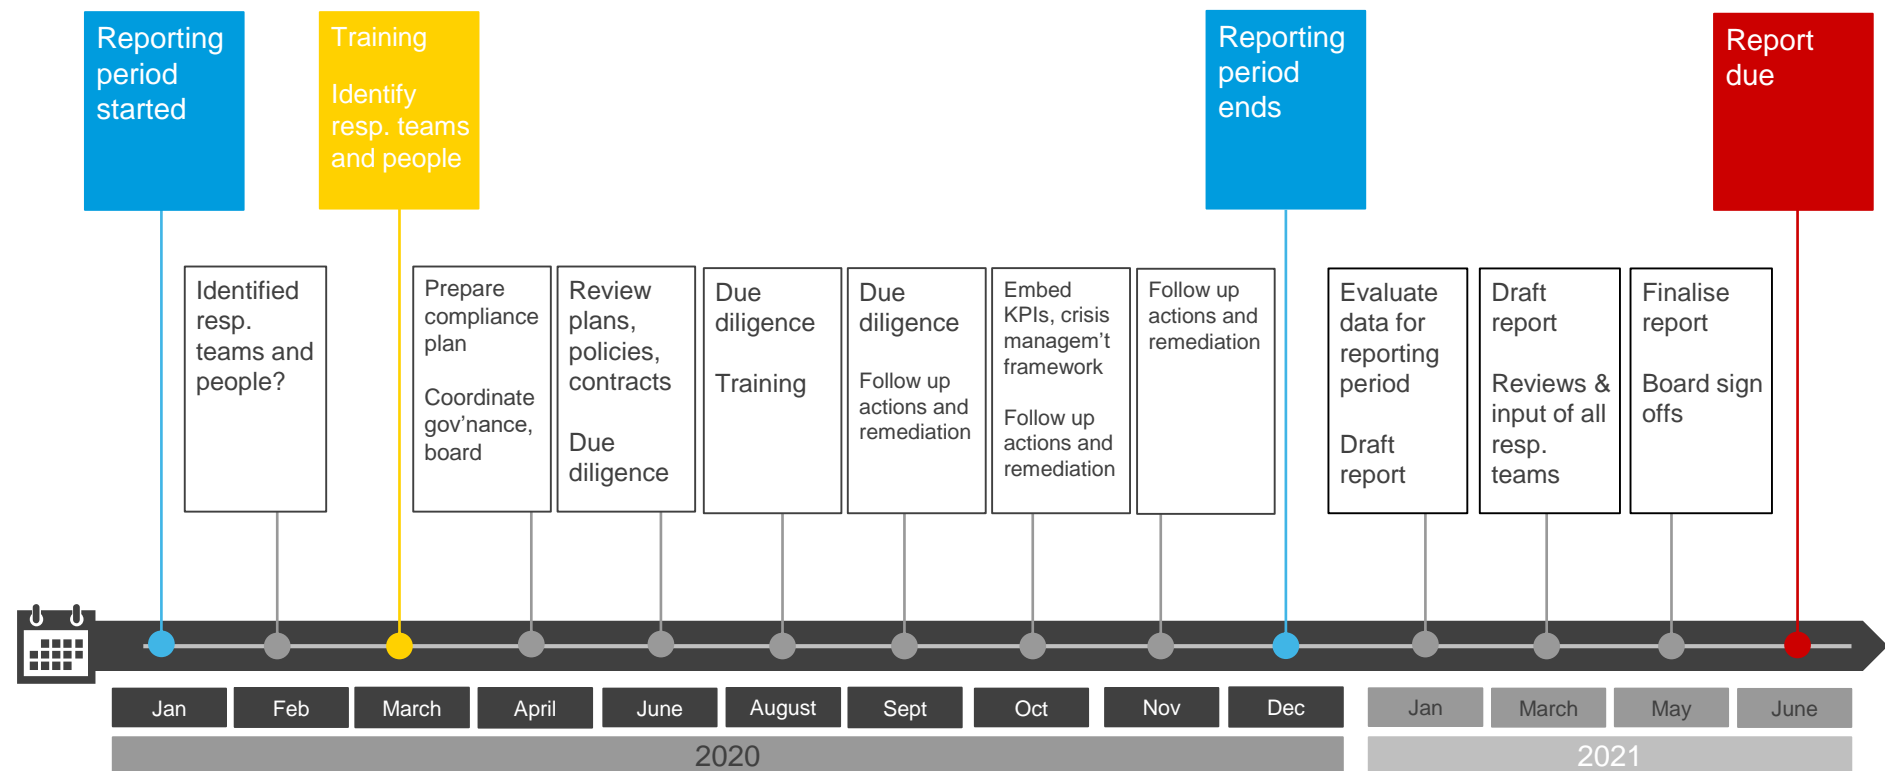 Reporting
period
started
Training
Identify
resp. teams
and people
Reporting
period
ends
Report
due
Identified
resp.
teams and
people?
Prepare
compliance
plan
Coordinate
gov’nance,
board
Review
plans,
policies,
contracts
Due
diligence
Due
diligence
Training
Due
diligence
Follow up
actions and
remediation
Embed
KPIs, crisis
managem’t
framework
Follow up
actions and
remediation
Follow up
actions and
remediation
Evaluate
data for
reporting
period
Draft
report
Draft
report
Reviews &
input of all
resp.
teams
Finalise
report
Board sign
offs
Jan
Feb
March
April
June
August
Sept
Oct
Nov
Dec
Jan
March
May
June
2020
2021